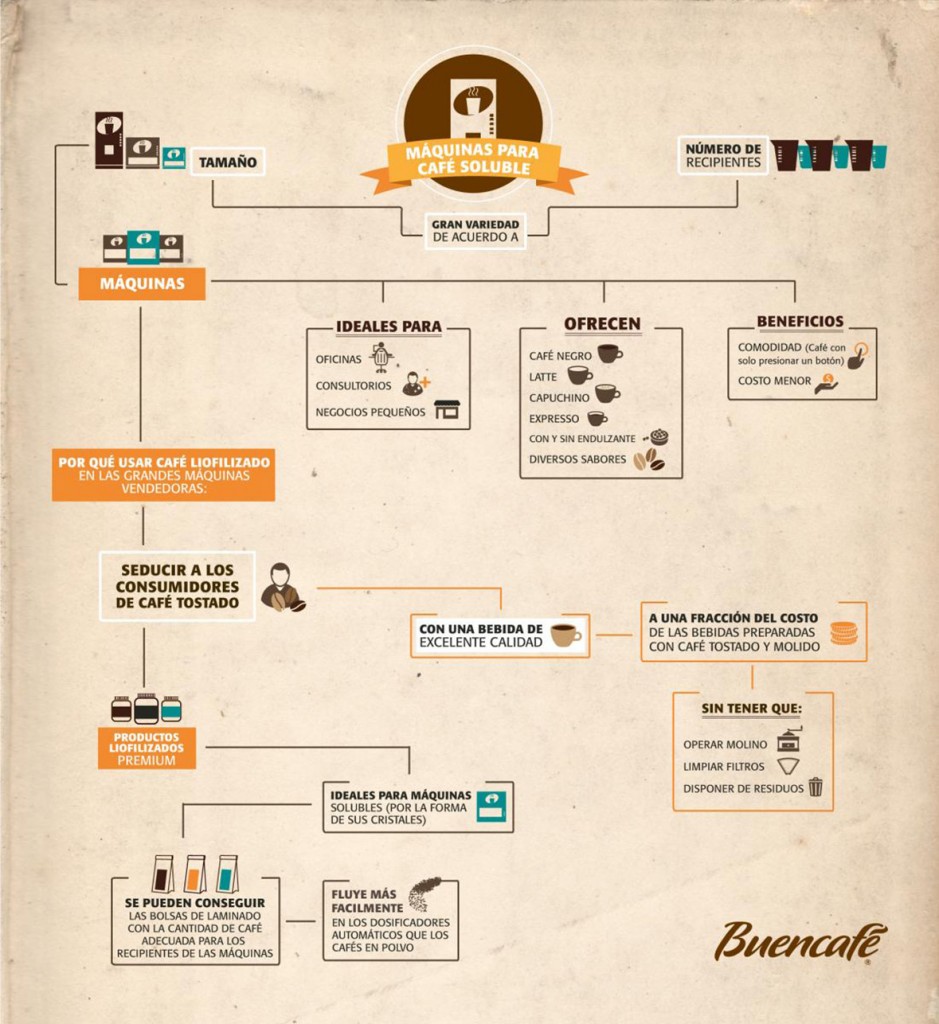 MÁQUINAS PARA
CAFÉ SOLUBLE
TAMAÑO
NÚMERO DE
RECIPIENTES
GRAN VARIEDAD
DE ACUERDO A
MÁQUINAS
IDEALES PARA
OFICINAS
CONSULTORIOS
NEGOCIOS PEQUEÑOS
OFRECEN
CAFÉ NEGRO
LATTE
CAPUCHINO
EXPRESSO
CON Y SIN ENDULZANTE
DIVERSOS SABORES
BENEFICIOS
COMODIDAD (Café con
solo presionar un botón)
COSTO MENOR
POR QUÉ USAR CAFÉ LIOFILIZADO
EN LAS GRANDES MÁQUINAS
VENDEDORAS:
SEDUCIR A LOS
CONSUMIDORES
DE CAFÉ TOSTADO
CON UNA BEBIDA DE
EXCELENTE CALIDAD
A UNA FRACCIÓN DEL COSTO
DE LAS BEBIDAS PREPARADAS
CON CAFÉ TOSTADO Y MOLIDO
SIN TENER QUE:
OPERAR MOLINO
LIMPIAR FILTROS
DISPONER DE RESIDUOS
PRODUCTOS
LIOFILIZADOS
PREMIUM
IDEALES PARA MÁQUINAS
SOLUBLES (POR LA FORMA
DE SUS CRISTALES)
SE PUEDEN CONSEGUIR
LAS BOLSAS DE LAMINADO
CON LA CANTIDAD DE CAFÉ
ADECUADA PARA LOS
RECIPIENTES DE LAS MÁQUINAS
FLUYE MÁS
FACILMENTE
EN LOS DOSIFICADORES
AUTOMÁTICOS QUE LOS
CAFÉS EN POLVO
Buencafé